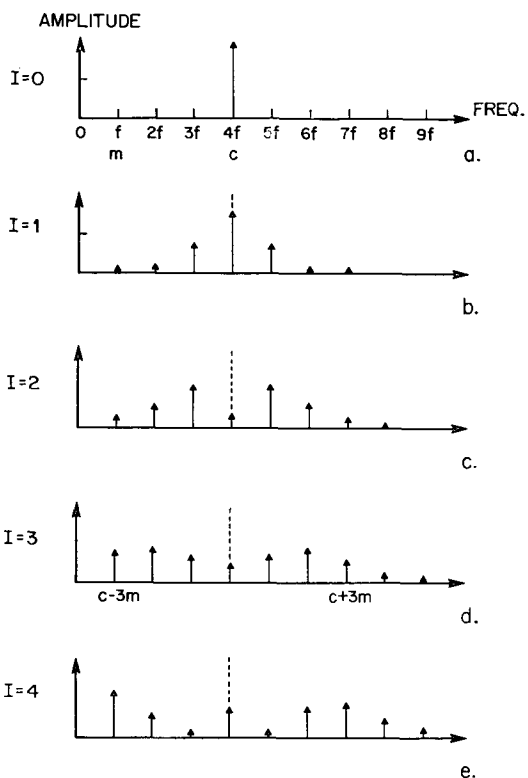 AMPLITUDE
I=0
FREQ.
0 f 2f 3f 4f 5f 6f 7f 8f 9f
m c a.
I=1
b.
I=2
c.
I=3
c-3m c+3m
d.
I=4
e.